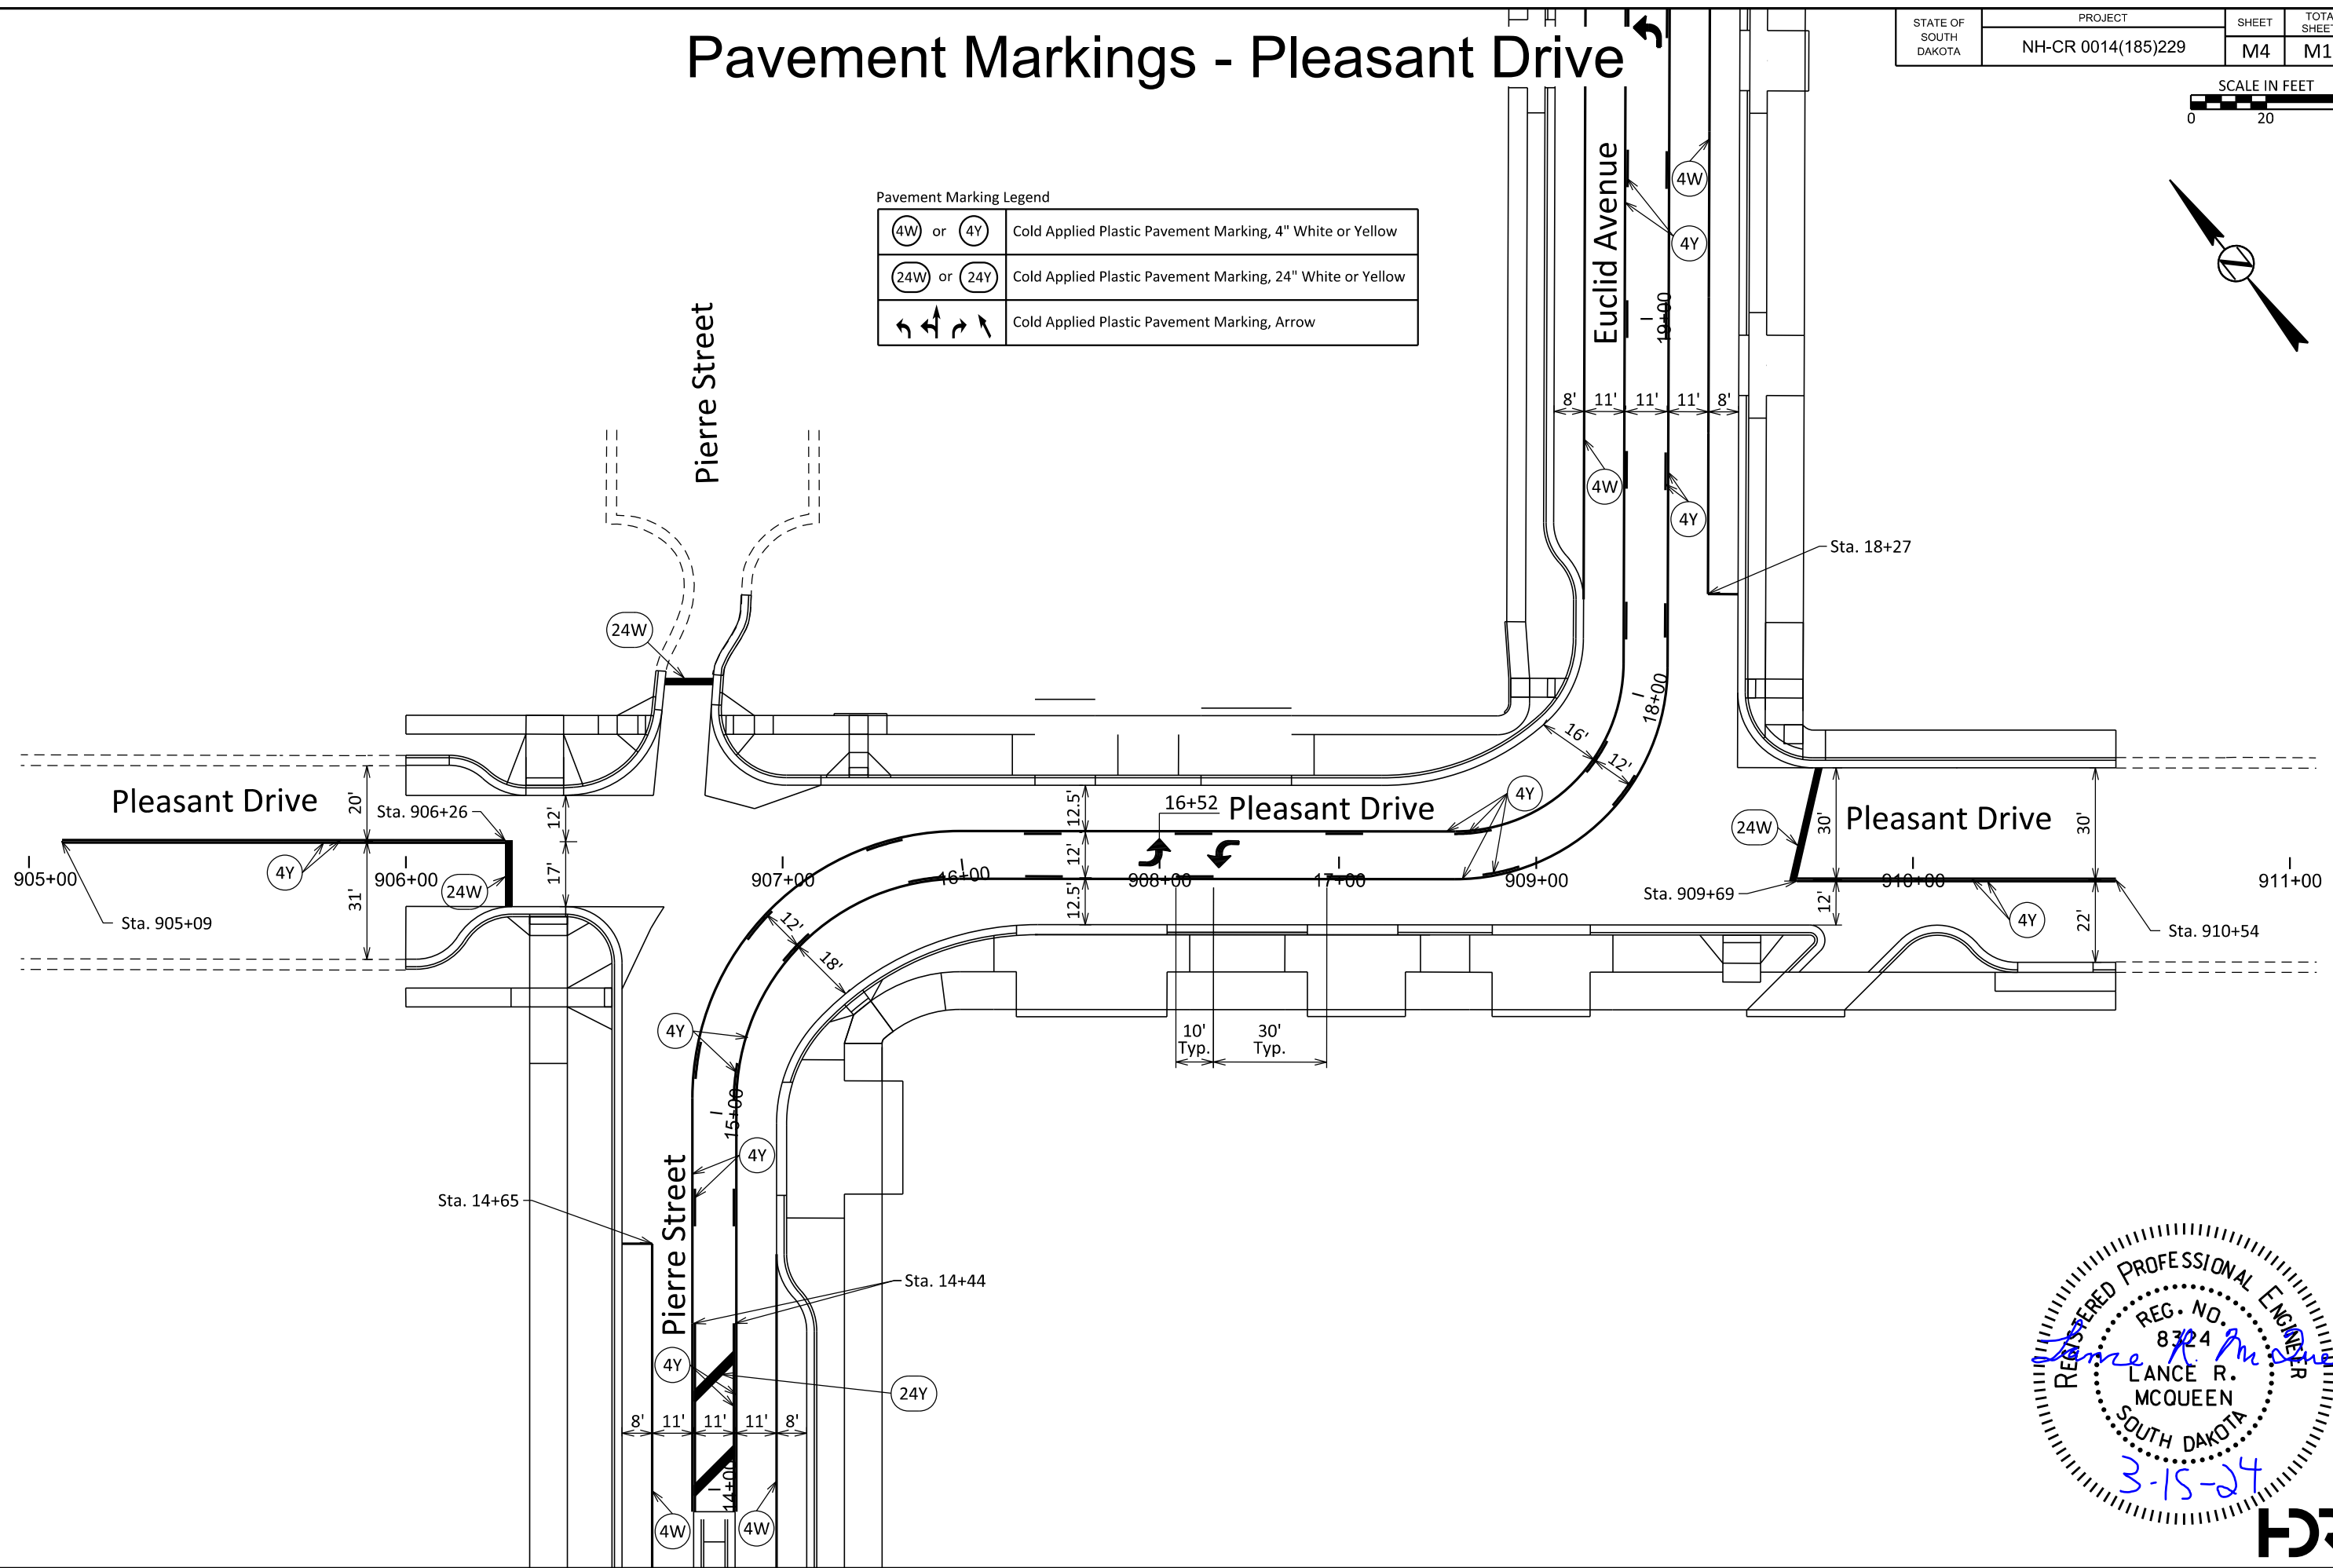 Pavement Markings - Pleasant Drive
STATE OF
SOUTH
DAKOTA
PROJECT
NH-CR 0014(185)229
SHEET
M4
SCALE IN FEET
0
20
Pavement Marking Legend
4W or 4Y
Cold Applied Plastic Pavement Marking, 4" White or Yellow
24W or 24Y
Cold Applied Plastic Pavement Marking, 24" White or Yellow
Cold Applied Plastic Pavement Marking, Arrow
N
Pierre Street
Euclid Avenue
4W
4Y
19+00
8' 11' 11' 11' 8'
4W
4Y
Sta. 18+27
24W
18+00
16'
12'
Pleasant Drive
20'
Sta. 906+26
12'
12.5'
16+52
Pleasant Drive
4Y
24W
30'
Pleasant Drive
30'
905+00
4Y
906+00
24W
17'
31'
907+00
16+00
12'
908+00
17+00
909+00
Sta. 909+69
910+00
911+00
Sta. 905+09
12.5'
12'
4Y
22'
Sta. 910+54
12'
18'
4Y
10'
Typ.
30'
Typ.
15+00
4Y
Pierre Street
Sta. 14+65
Sta. 14+44
4Y
24Y
8' 11' 11' 11' 8'
14+00
4W
4W
REGISTERED PROFESSIONAL ENGINEER
REG. NO.
8324
LANCE R.
MCQUEEN
SOUTH DAKOTA
3-15-24